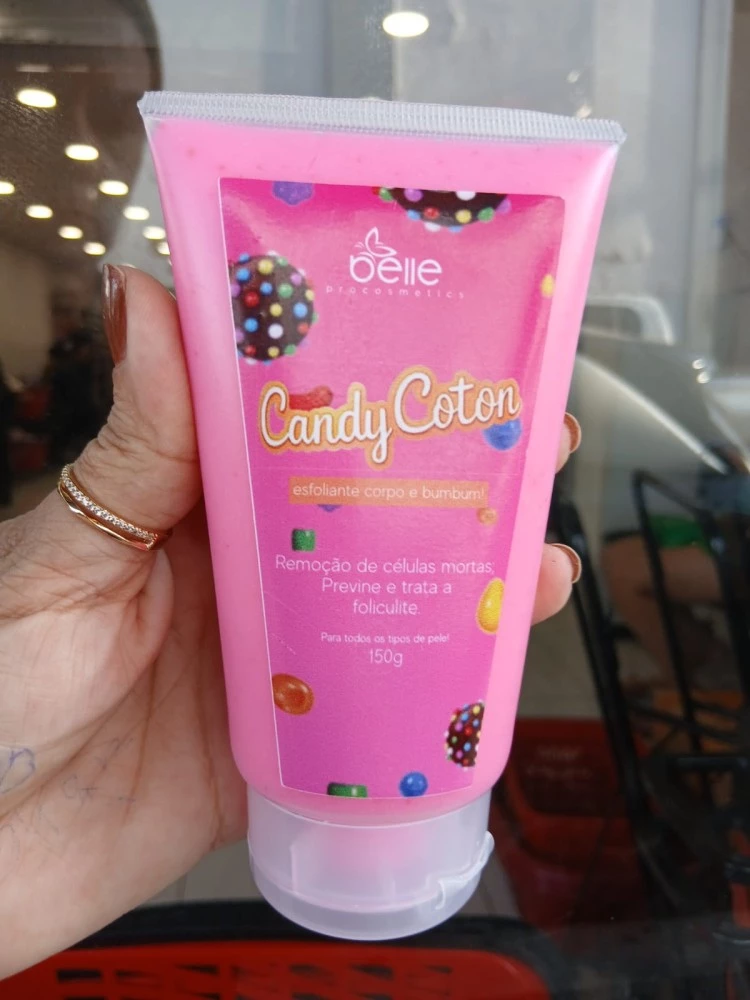 belle
procosmetics
Candy Coton
esfoliante corpo e bumbum!
Remoção de células mortas;
Previne e trata a
foliculite.
Para todos os tipos de pele!
150g